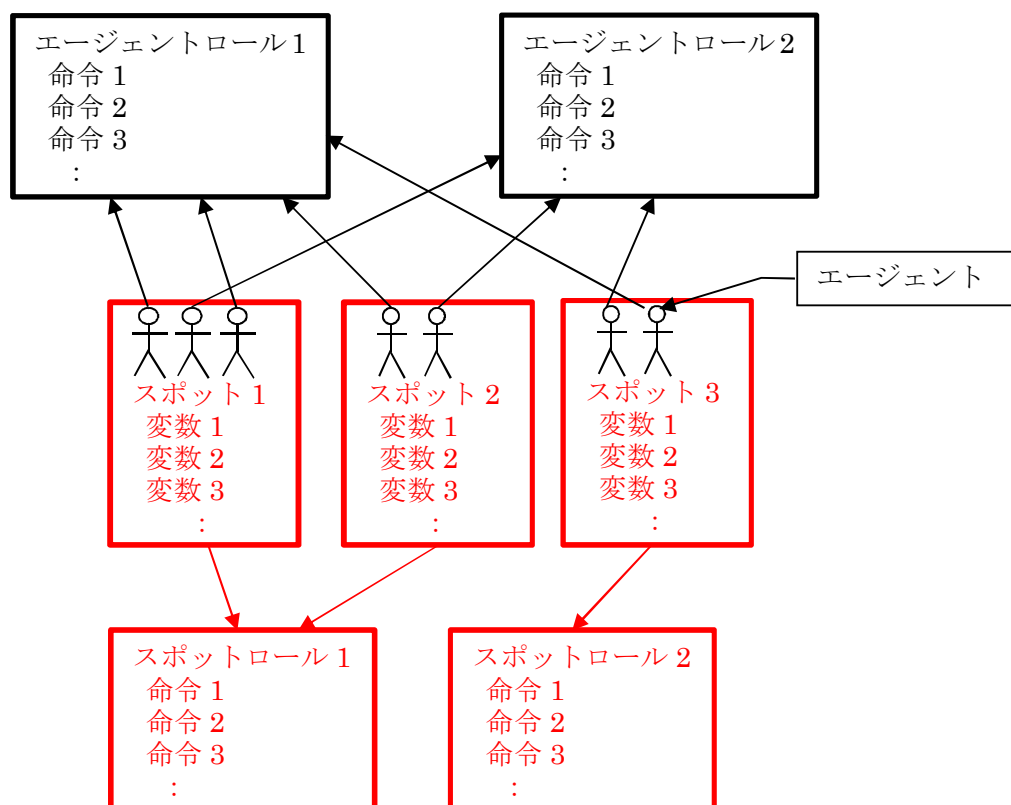 エージェントロール 1
命令 1
命令 2
命令 3
:
エージェントロール 2
命令 1
命令 2
命令 3
:
エージェント
スポット 1
変数 1
変数 2
変数 3
:
スポット 2
変数 1
変数 2
変数 3
:
スポット 3
変数 1
変数 2
変数 3
:
スポットロール 1
命令 1
命令 2
命令 3
:
スポットロール 2
命令 1
命令 2
命令 3
: